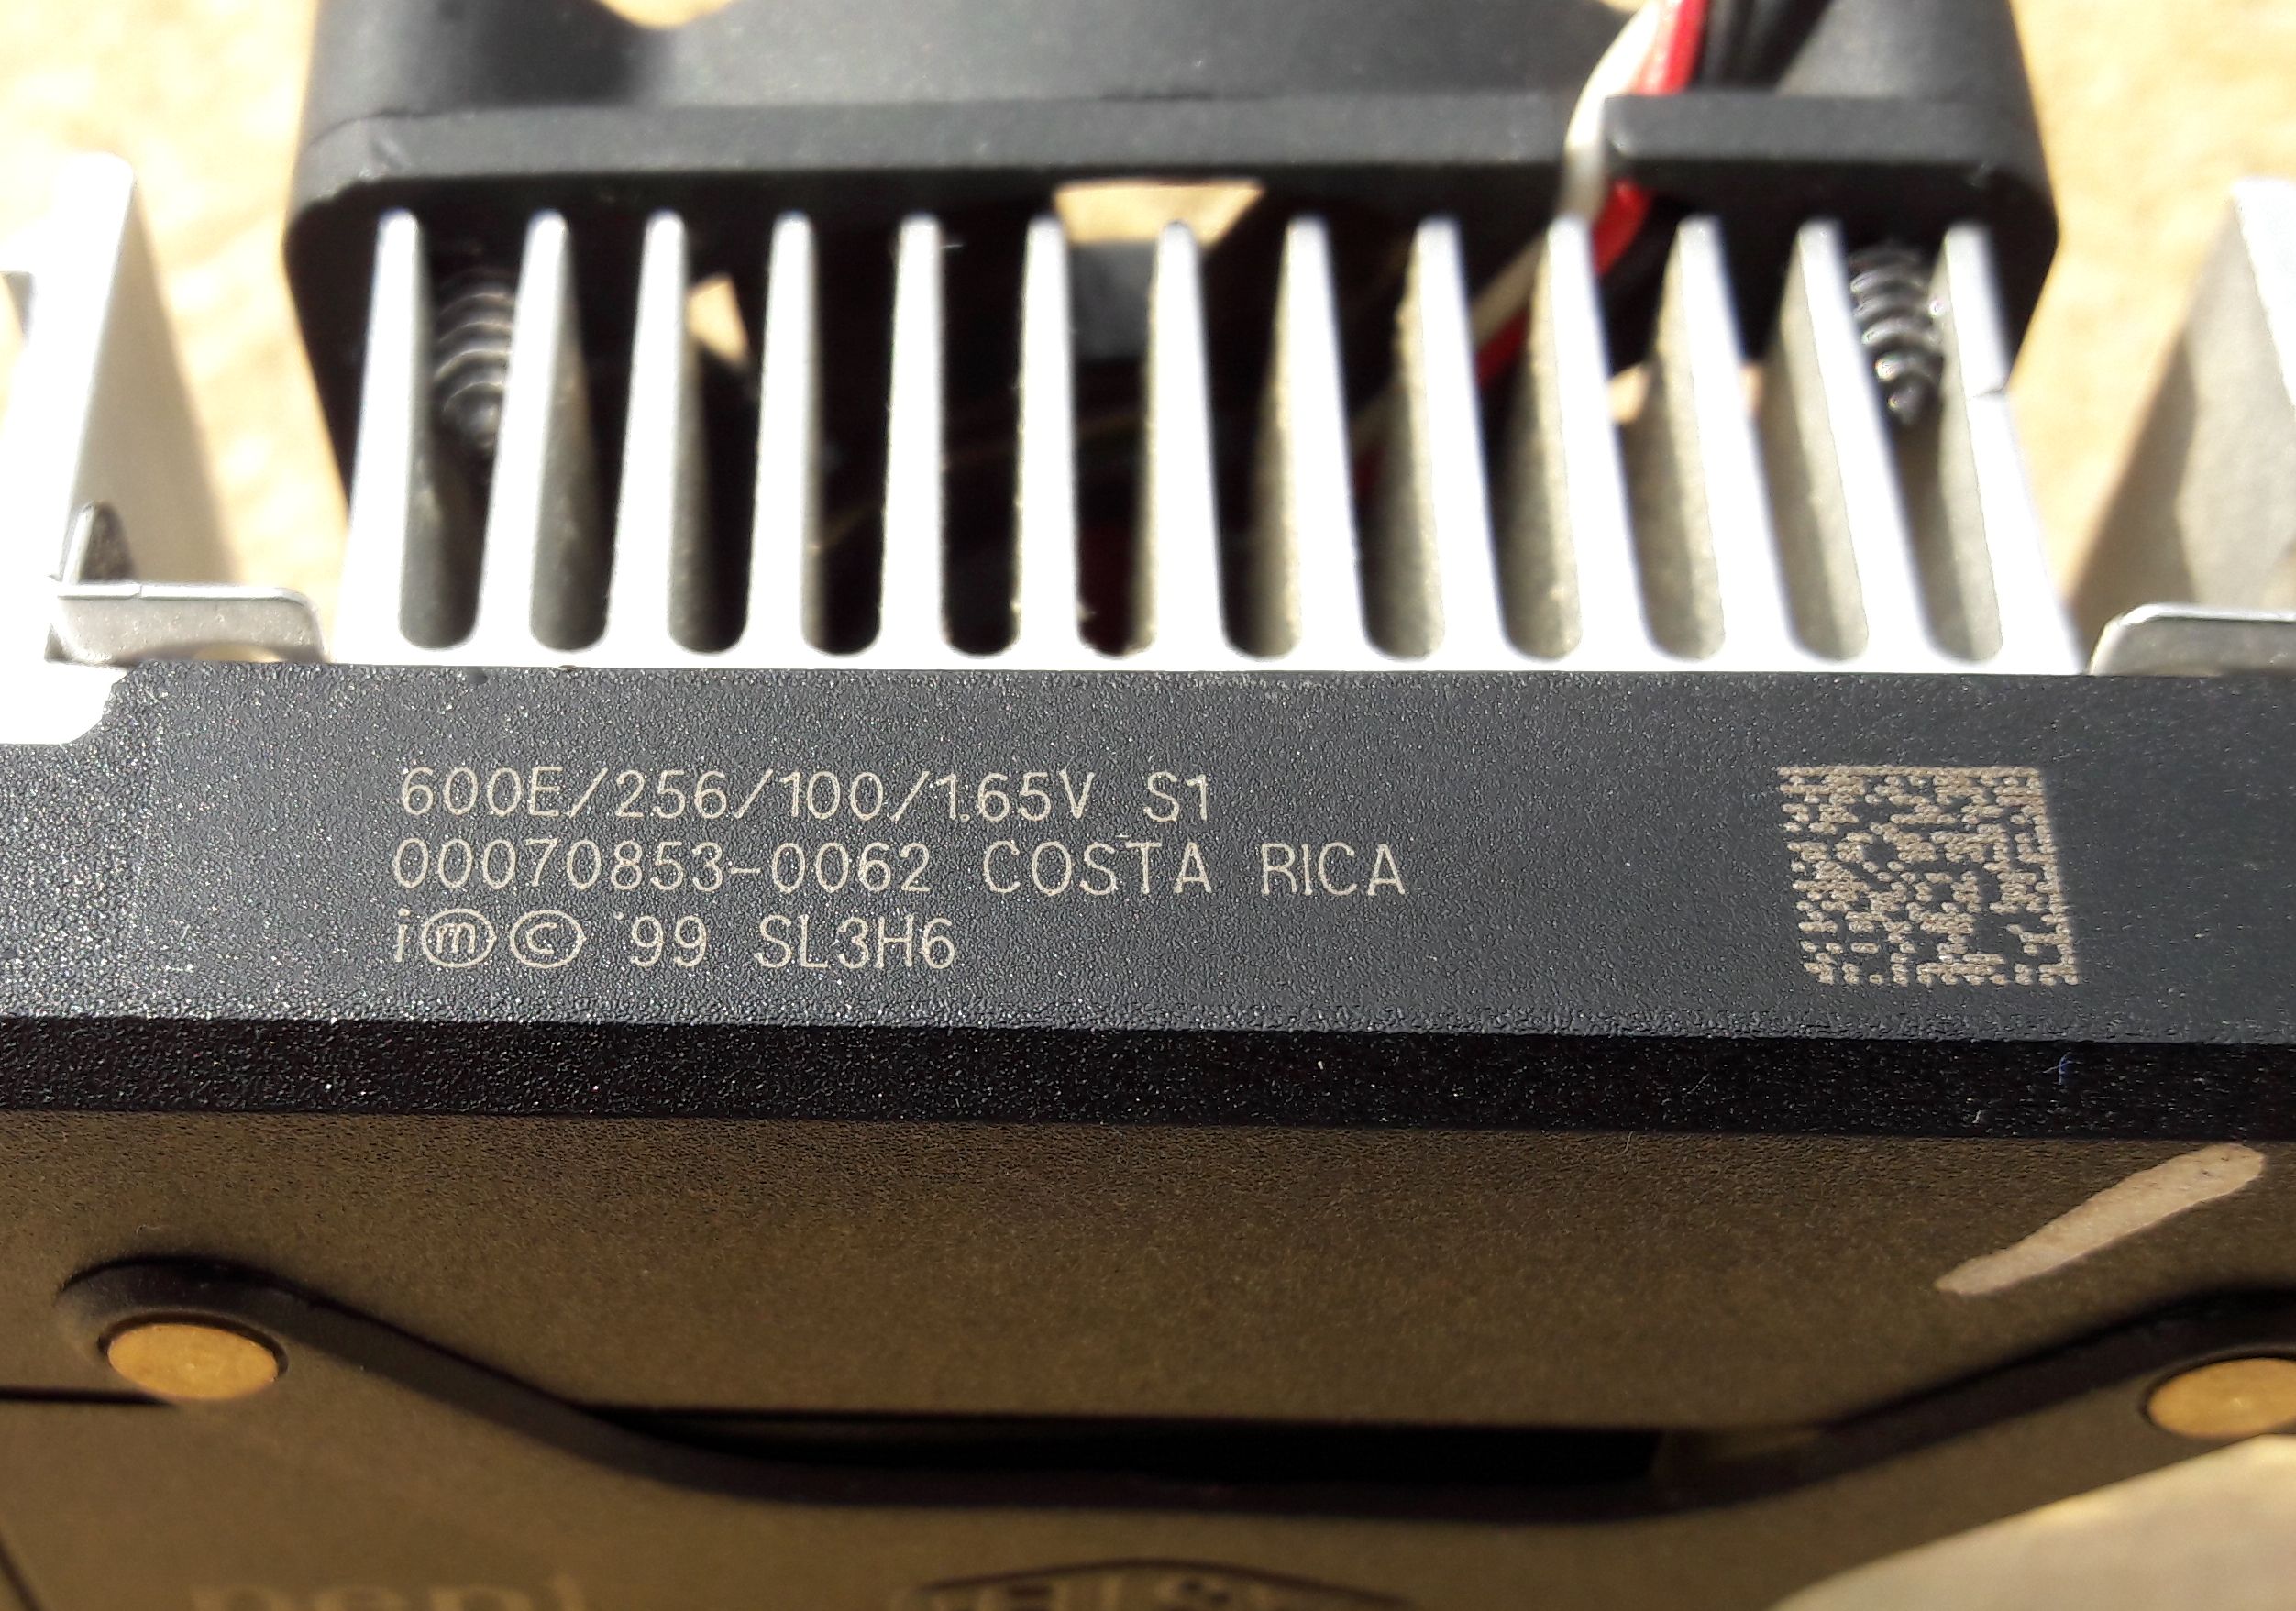 600E/256/100/1.65V S1
00070853-0062 COSTA RICA
i ⓜ © '99 SL3H6